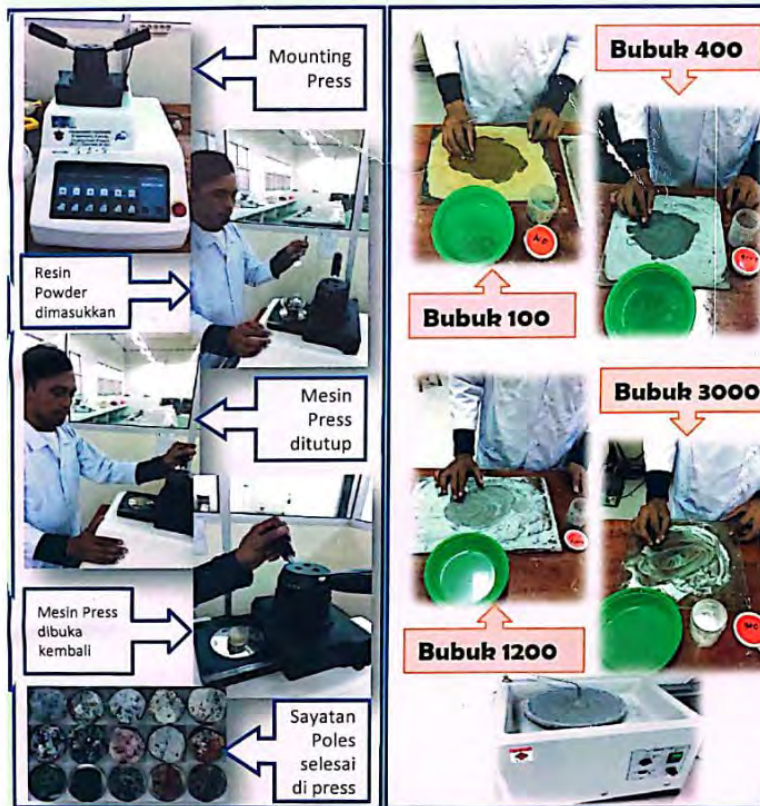 Mounting
Press
Resin
Powder
dimasukkan
Mesin
Press
ditutup
Mesin Press
dibuka
kembali
Sayatan
Poles
selesai
di press
Bubuk 400
Bubuk 100
Bubuk 3000
Bubuk 1200